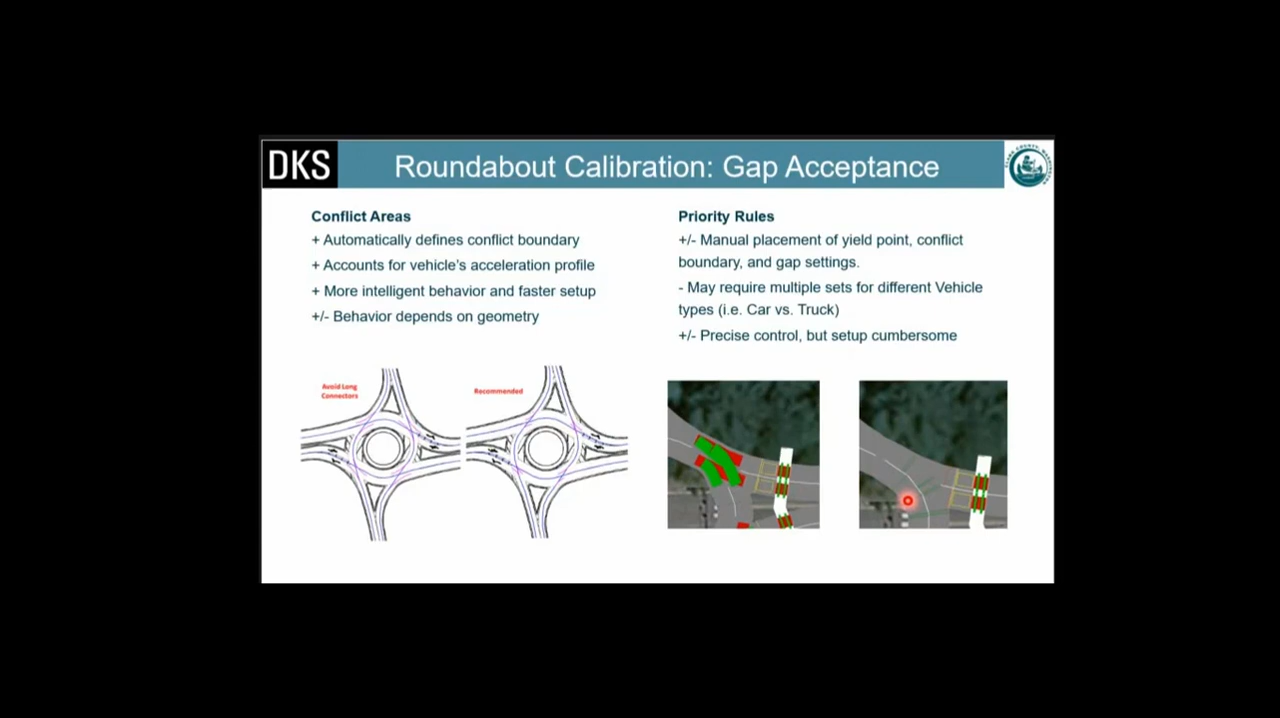 DKS
Roundabout Calibration: Gap Acceptance
Conflict Areas
+ Automatically defines conflict boundary
+ Accounts for vehicle's acceleration profile
+ More intelligent behavior and faster setup
+/- Behavior depends on geometry
Avoid Long
Connectors
Recommended
Priority Rules
+/- Manual placement of yield point, conflict
boundary, and gap settings.
- May require multiple sets for different Vehicle
types (i.e. Car vs. Truck)
+/- Precise control, but setup cumbersome